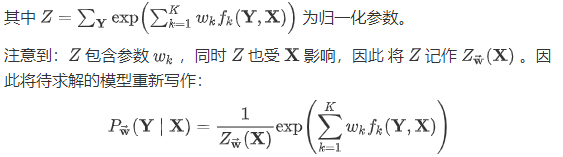 其中 $Z = \sum_{\mathbf{Y}} \exp\left(\sum_{k=1}^{K} w_k f_k(\mathbf{Y}, \mathbf{X})\right)$ 为归一化参数。
注意到：$Z$ 包含参数 $w_k$ ，同时 $Z$ 也受 $\mathbf{X}$ 影响，因此 将 $Z$ 记作 $Z_{\vec{\mathbf{w}}}(\mathbf{X})$ 。因
此将待求解的模型重新写作：
$P_{\vec{\mathbf{w}}}(\mathbf{Y} \mid \mathbf{X}) = \frac{1}{Z_{\vec{\mathbf{w}}}(\mathbf{X})} \exp\left(\sum_{k=1}^{K} w_k f_k(\mathbf{Y}, \mathbf{X})\right)$